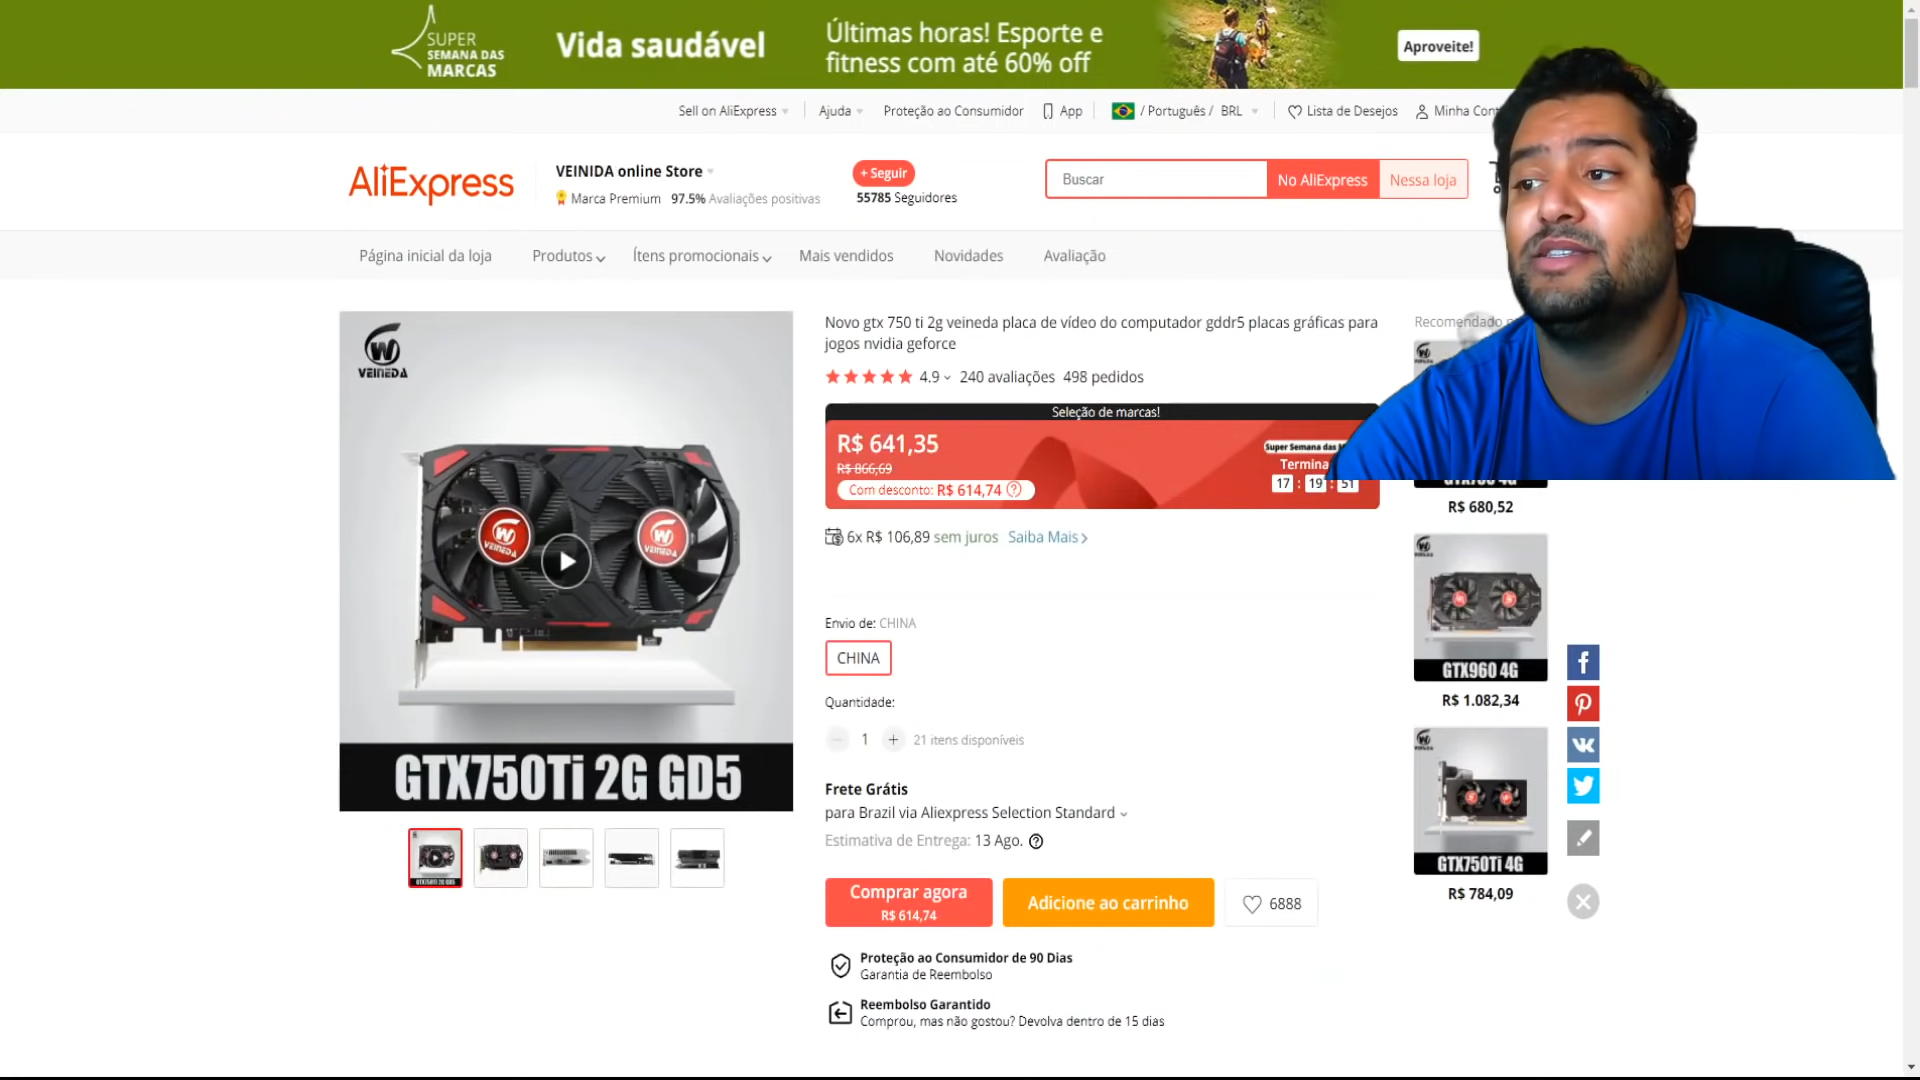 SUPER
SEMANA DAS
MARCAS
Vida saudável
Últimas horas! Esporte e
fitness com até 60% off
Aproveite!
Sell on AliExpress
Ajuda
Proteção ao Consumidor
App
/ Português / BRL
Lista de Desejos
Minha Cont
AliExpress
VEINIDA online Store
Marca Premium 97.5% Avaliações positivas
+ Seguir
55785 Seguidores
Buscar
No AliExpress
Nessa loja
Página inicial da loja
Produtos
Ítens promocionais
Mais vendidos
Novidades
Avaliação
VEINEDA
VEINEDA
VEINEDA
GTX750Ti 2G GD5
Novo gtx 750 ti 2g veineda placa de vídeo do computador gddr5 placas gráficas para
jogos nvidia geforce
4.9 240 avaliações 498 pedidos
Seleção de marcas!
R$ 641,35
R$ 866,69
Com desconto: R$ 614,74
Super Semana das
Termina
17 : 19 : 51
6x R$ 106,89 sem juros Saiba Mais
Envio de: CHINA
CHINA
Quantidade:
1 + 21 itens disponíveis
Frete Grátis
para Brazil via Aliexpress Selection Standard
Estimativa de Entrega: 13 Ago.
Comprar agora
R$ 614,74
Adicione ao carrinho
6888
Proteção ao Consumidor de 90 Dias
Garantia de Reembolso
Reembolso Garantido
Comprou, mas não gostou? Devolva dentro de 15 dias
Recomendado
R$ 680,52
GTX960 4G
R$ 1.082,34
GTX750Ti 4G
R$ 784,09